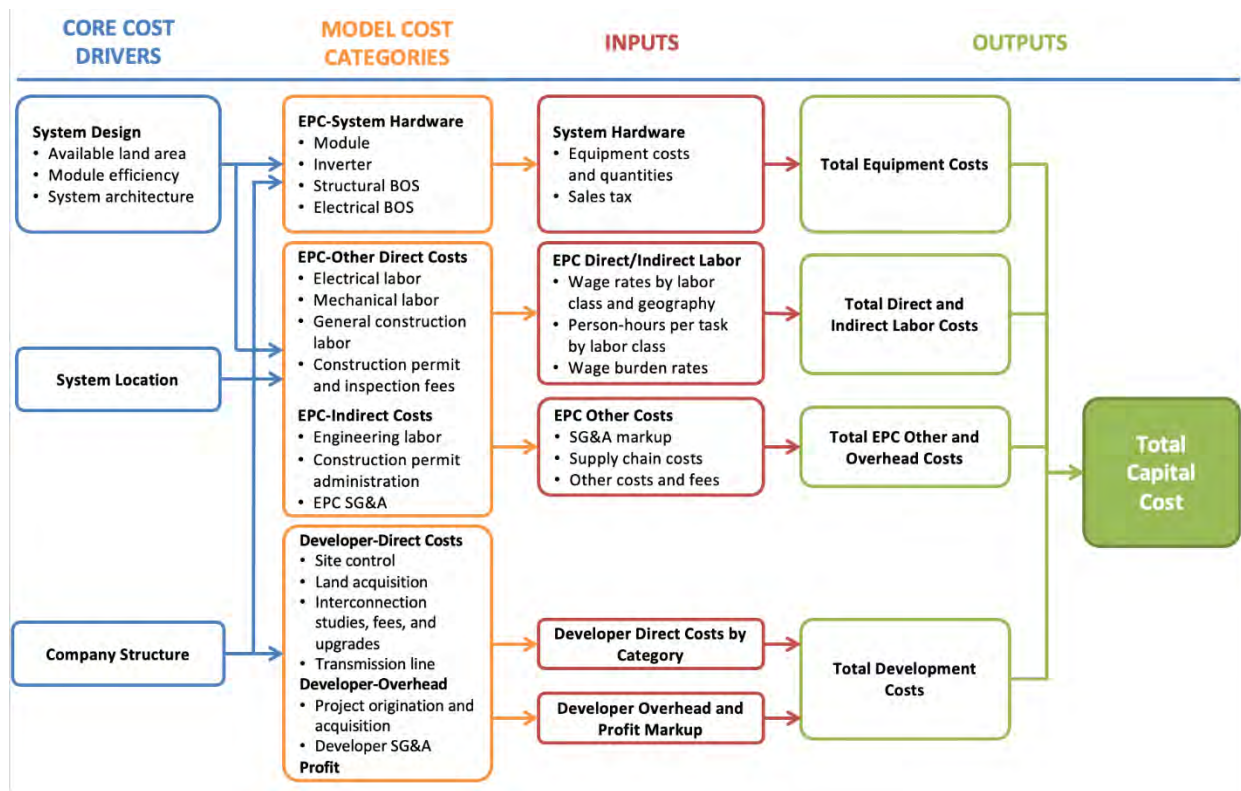 CORE COST
DRIVERS
MODEL COST
CATEGORIES
INPUTS
OUTPUTS
System Design
• Available land area
• Module efficiency
• System architecture
System Location
Company Structure
EPC-System Hardware
• Module
• Inverter
• Structural BOS
• Electrical BOS
EPC-Other Direct Costs
• Electrical labor
• Mechanical labor
• General construction
labor
• Construction permit
and inspection fees
EPC-Indirect Costs
• Engineering labor
• Construction permit
administration
• EPC SG&A
Developer-Direct Costs
• Site control
• Land acquisition
• Interconnection
studies, fees, and
upgrades
• Transmission line
Developer-Overhead
• Project origination and
acquisition
• Developer SG&A
Profit
System Hardware
• Equipment costs
and quantities
• Sales tax
EPC Direct/Indirect Labor
• Wage rates by labor
class and geography
• Person-hours per task
by labor class
• Wage burden rates
EPC Other Costs
• SG&A markup
• Supply chain costs
• Other costs and fees
Developer Direct Costs by
Category
Developer Overhead and
Profit Markup
Total Equipment Costs
Total Direct and
Indirect Labor Costs
Total EPC Other and
Overhead Costs
Total Development
Costs
Total
Capital
Cost